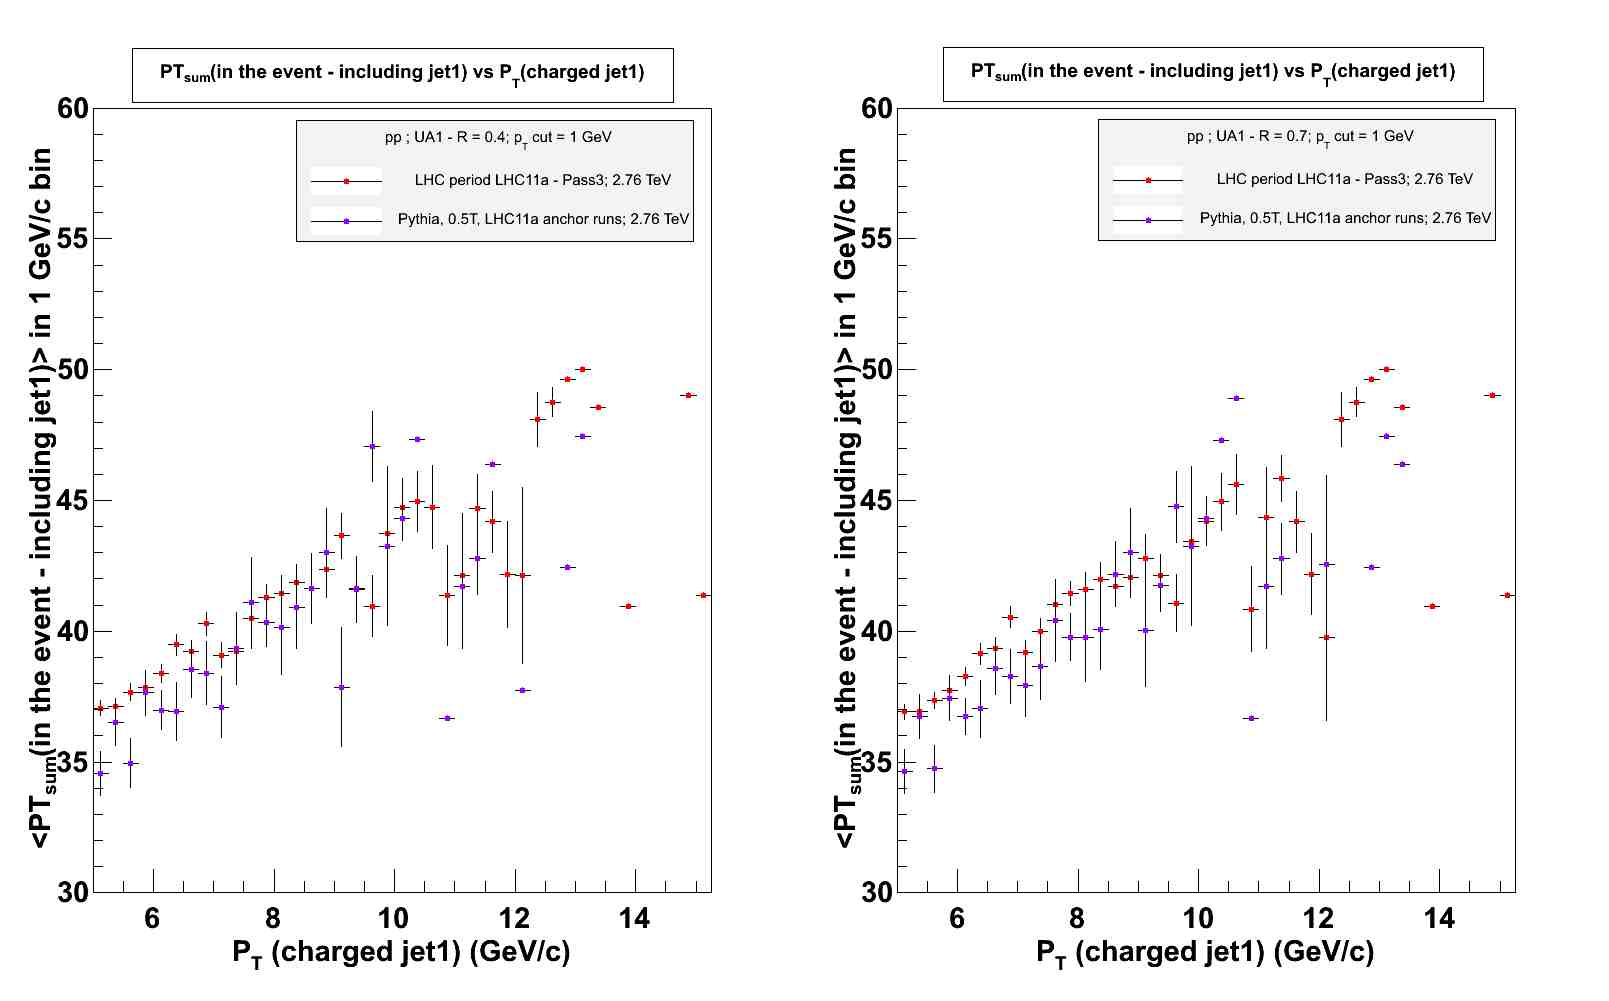 PTsum(in the event - including jet1) vs PT(charged jet1)
60
55
50
45
40
35
30
<PTsum(in the event - including jet1)> in 1 GeV/c bin
pp ; UA1 - R = 0.4; pT cut = 1 GeV
LHC period LHC11a - Pass3; 2.76 TeV
Pythia, 0.5T, LHC11a anchor runs; 2.76 TeV
6 8 10 12 14
PT (charged jet1) (GeV/c)
PTsum(in the event - including jet1) vs PT(charged jet1)
60
55
50
45
40
35
30
<PTsum(in the event - including jet1)> in 1 GeV/c bin
pp ; UA1 - R = 0.7; pT cut = 1 GeV
LHC period LHC11a - Pass3; 2.76 TeV
Pythia, 0.5T, LHC11a anchor runs; 2.76 TeV
6 8 10 12 14
PT (charged jet1) (GeV/c)